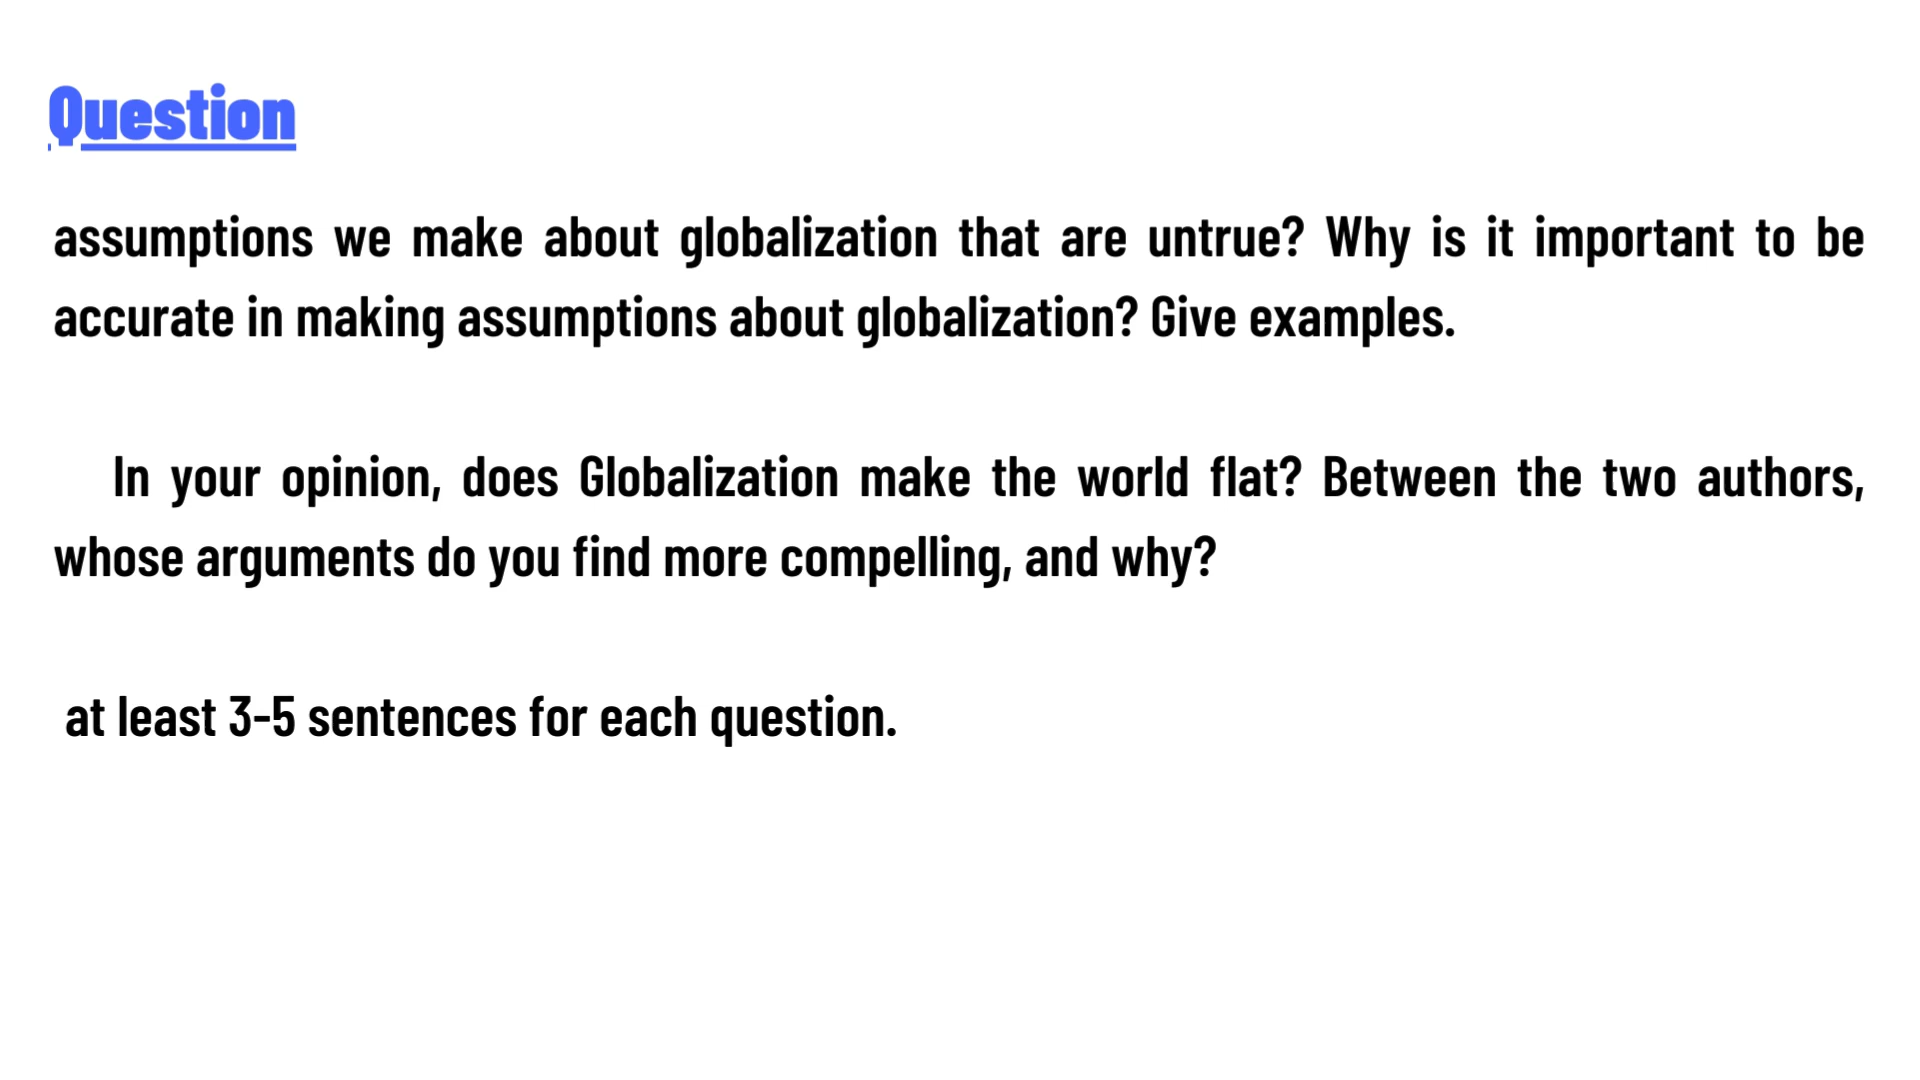 Question
assumptions we make about globalization that are untrue? Why is it important to be
accurate in making assumptions about globalization? Give examples.
In your opinion, does Globalization make the world flat? Between the two authors,
whose arguments do you find more compelling, and why?
at least 3-5 sentences for each question.